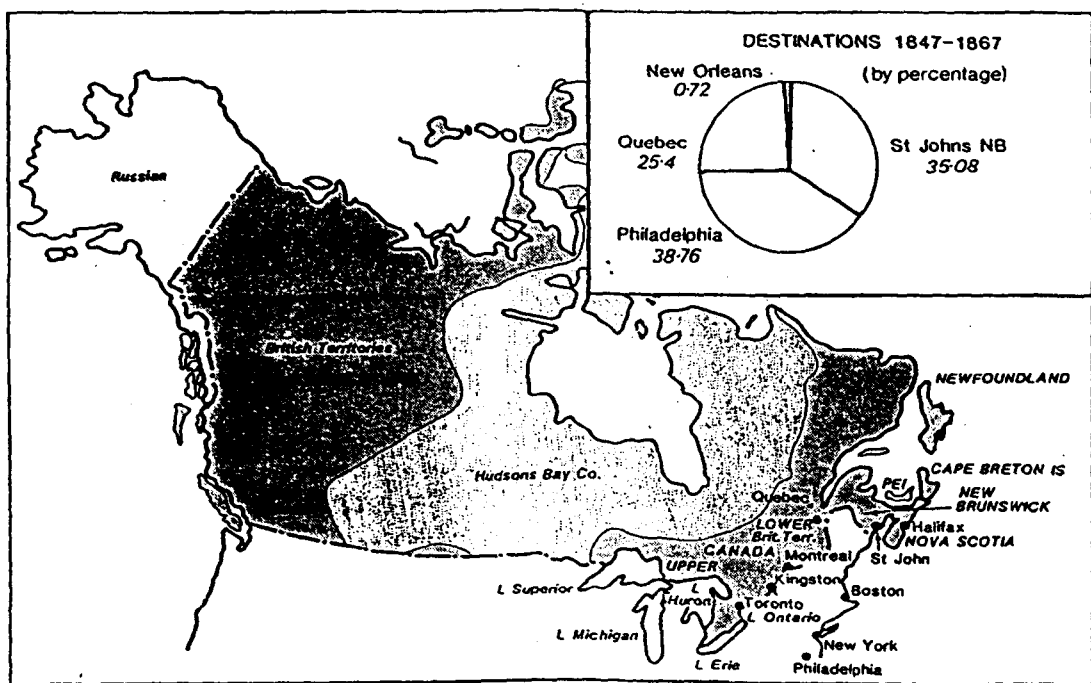 DESTINATIONS 1847-1867
(by percentage)
New Orleans
0·72
Quebec
25·4
St Johns NB
35·08
Philadelphia
38·76
Russian
British Territories
Hudsons Bay Co.
NEWFOUNDLAND
CAPE BRETON IS
PEI
NEW
BRUNSWICK
Quebec
LOWER
Brit. Terr.
CANADA
Halifax
NOVA SCOTIA
St John
Montreal
UPPER
Kingston
L Superior
L
Huron
Boston
Toronto
L Ontario
L Michigan
New York
L Erie
Philadelphia